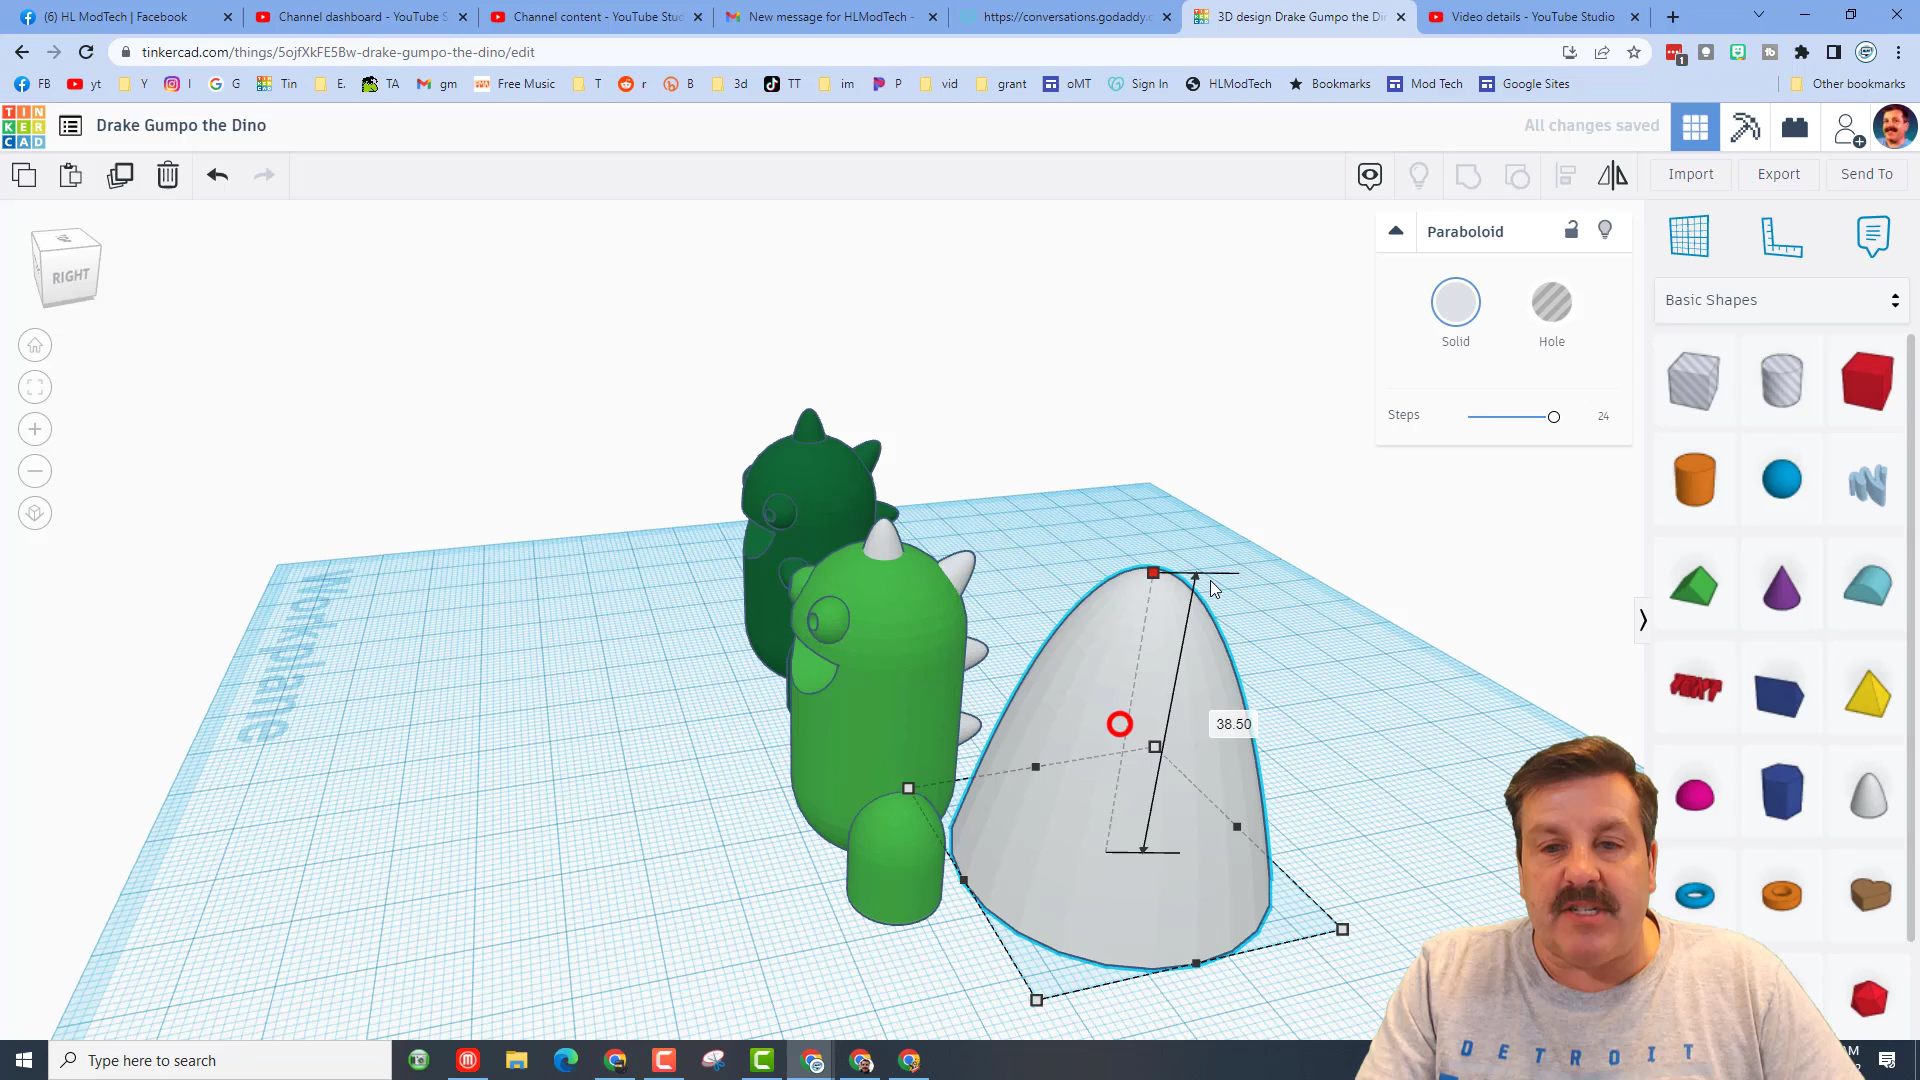 (6) HL ModTech | Facebook
Channel dashboard - YouTube S
Channel content - YouTube Stu
New message for HLModTech -
https://conversations.godaddy.c
3D design Drake Gumpo the Di
Video details - YouTube Studio
tinkercad.com/things/5ojfXkFE5Bw-drake-gumpo-the-dino/edit
1
FB
yt
Y
I
G
Tin
E.
TA
gm
Free Music
T
r
B
3d
TT
im
P
vid
grant
oMT
Sign In
HLModTech
Bookmarks
Mod Tech
Google Sites
Other bookmarks
TIN
KER
CAD
Drake Gumpo the Dino
All changes saved
Import
Export
Send To
TOP
RIGHT
Paraboloid
Solid
Hole
Steps
24
Basic Shapes
TEXT
Workplane
38.50
DETROIT
Type here to search